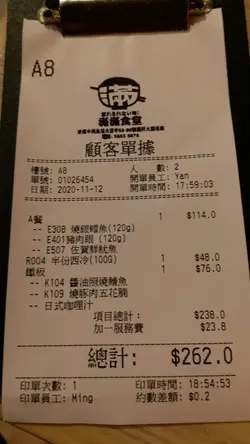 A8
滿
滿滿食堂
顧客單據
檯號: A8 人 數: 2
單號: 01026454 開單員工: Yan
日期: 2020-11-12 開單時間: 17:59:03
A餐 1 $114.0
-- E308 燒銀鱈魚(120g)
-- E401豬肉眼 (120g)
-- E507 佐賀鮮魷魚
R004 半份西冷(100G) 1 $48.0
鐵板 1 $76.0
-- K104 醬油照燒鯖魚
-- K109 燒豚肉五花腩
-- 日式咖喱汁
項目總計: $238.0
加一服務費 $23.8
總計: $262.0
印單次數: 1 印單時間: 18:54:53
印單員工: Ming 約數差額: $0.2